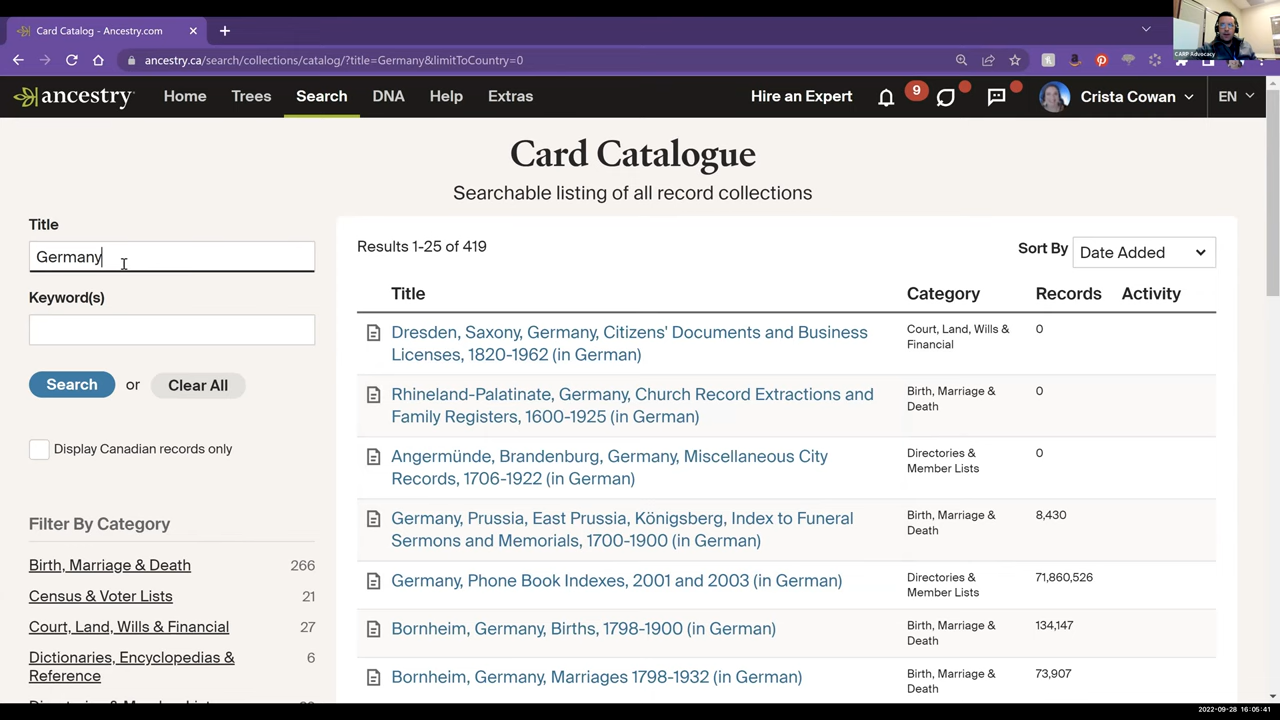 Card Catalog - Ancestry.com
ancestry.ca/search/collections/catalog/?title=Germany&limitToCountry=0
CARP Advocacy
ancestry
Home
Trees
Search
DNA
Help
Extras
Hire an Expert
9
Crista Cowan
EN
Card Catalogue
Searchable listing of all record collections
Title
Germany
Keyword(s)
Search
or
Clear All
Display Canadian records only
Filter By Category
Birth, Marriage & Death 266
Census & Voter Lists 21
Court, Land, Wills & Financial 27
Dictionaries, Encyclopedias & 6
Reference
Results 1-25 of 419
Sort By Date Added
Title Category Records Activity
Dresden, Saxony, Germany, Citizens' Documents and Business
Licenses, 1820-1962 (in German)
Court, Land, Wills &
Financial
0
Rhineland-Palatinate, Germany, Church Record Extractions and
Family Registers, 1600-1925 (in German)
Birth, Marriage &
Death
0
Angermünde, Brandenburg, Germany, Miscellaneous City
Records, 1706-1922 (in German)
Directories &
Member Lists
0
Germany, Prussia, East Prussia, Königsberg, Index to Funeral
Sermons and Memorials, 1700-1900 (in German)
Birth, Marriage &
Death
8,430
Germany, Phone Book Indexes, 2001 and 2003 (in German)
Directories &
Member Lists
71,860,526
Bornheim, Germany, Births, 1798-1900 (in German)
Birth, Marriage &
Death
134,147
Bornheim, Germany, Marriages 1798-1932 (in German)
Birth, Marriage &
Death
73,907
2022-09-28 16:05:41